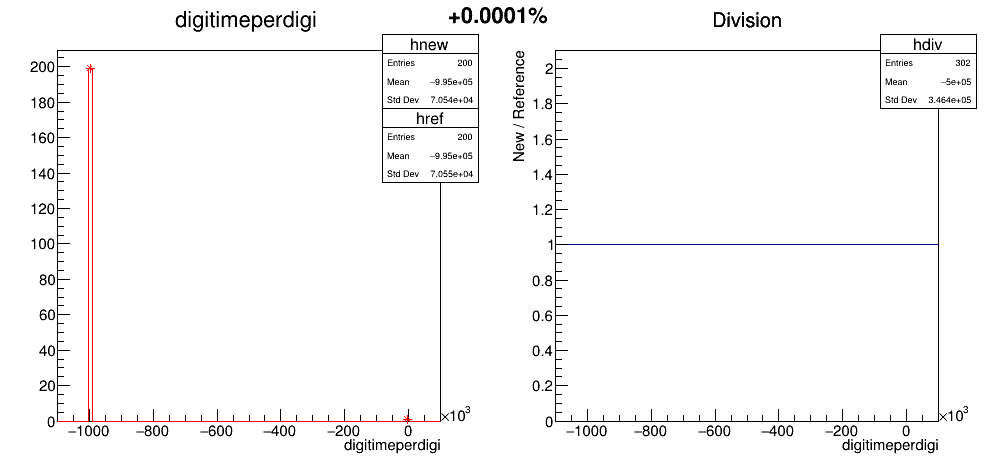 +0.0001%
digitimeperdigi
hnew
Entries 200
Mean −9.95e+05
Std Dev 7.054e+04
href
Entries 200
Mean −9.95e+05
Std Dev 7.055e+04
200
180
160
140
120
100
80
60
40
20
0
−1000 −800 −600 −400 −200 0
×10³
digitimeperdigi
Division
hdiv
Entries 302
Mean −5e+05
Std Dev 3.464e+05
New / Reference
2
1.8
1.6
1.4
1.2
1
0.8
0.6
0.4
0.2
0
−1000 −800 −600 −400 −200 0
×10³
digitimeperdigi